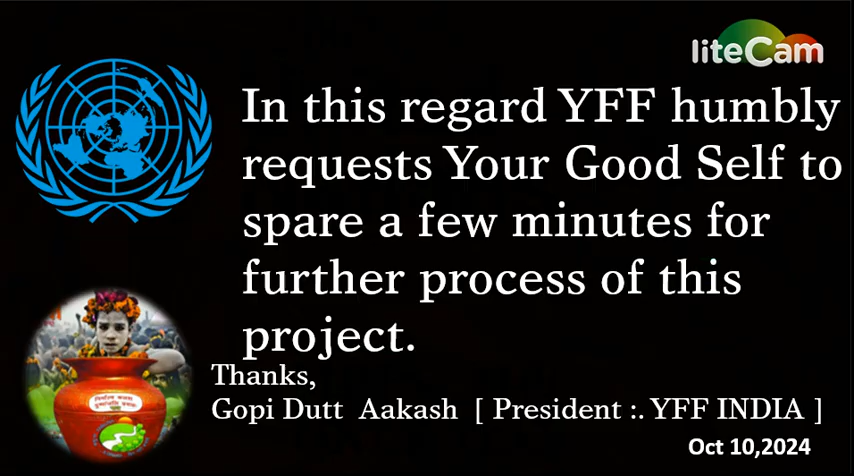 liteCam
In this regard YFF humbly
requests Your Good Self to
spare a few minutes for
further process of this
project.
Thanks,
Gopi Dutt Aakash [ President :. YFF INDIA ]
Oct 10,2024